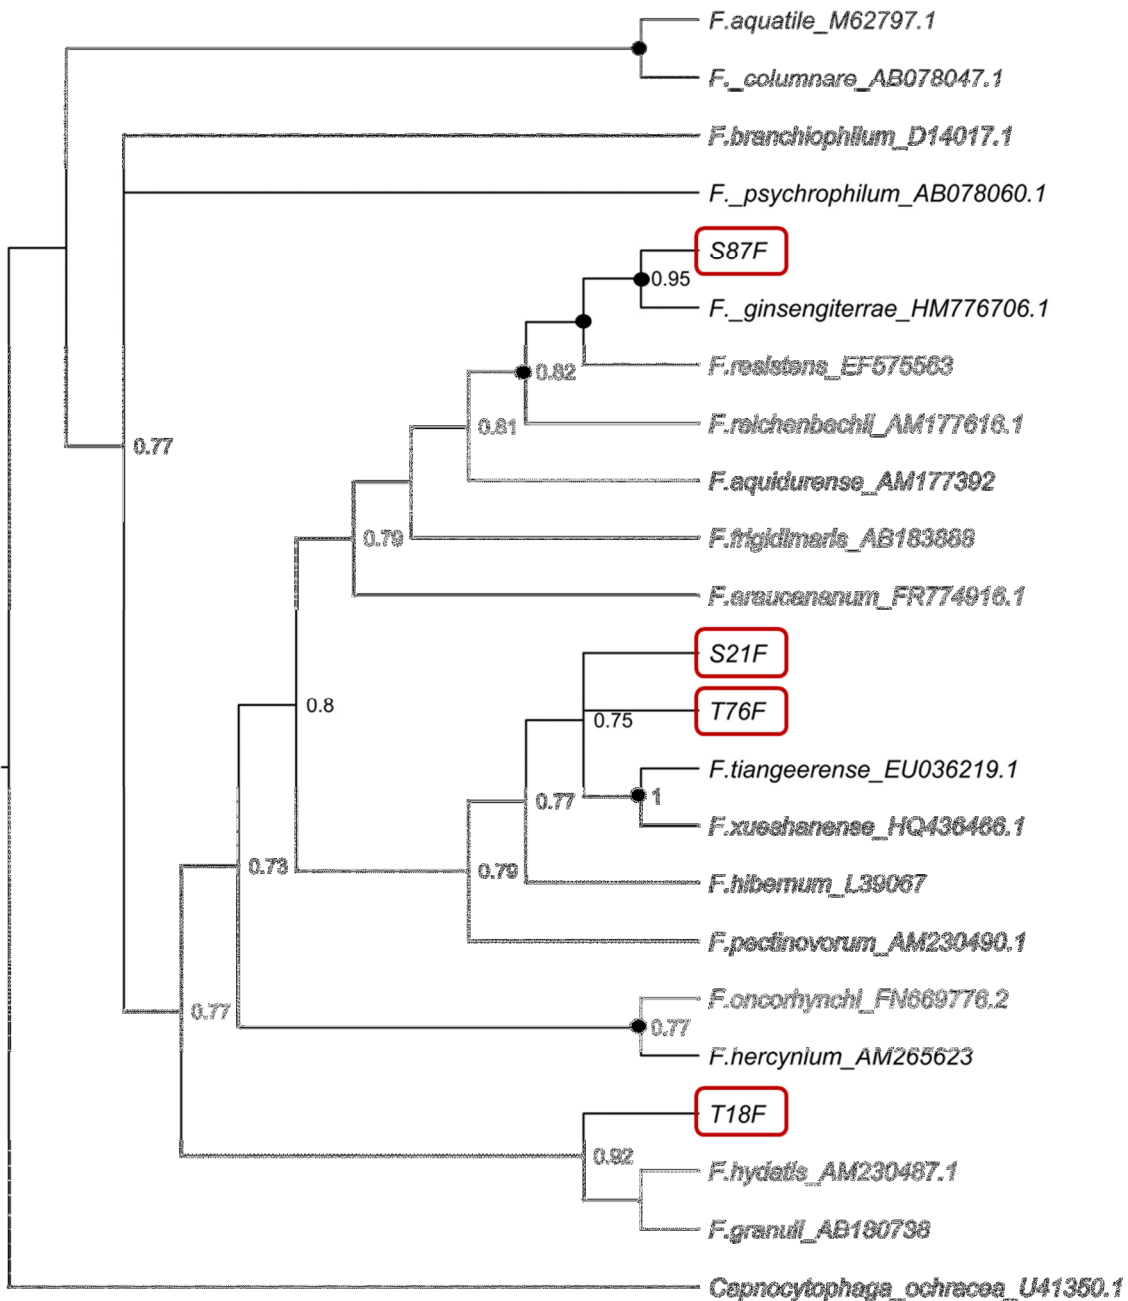 F.aquatile_M62797.1
F._columnare_AB078047.1
F.branchiophilum_D14017.1
F._psychrophilum_AB078060.1
S87F
0.95
F._ginsengiterrae_HM776706.1
F.resistens_EF575563
0.82
F.reichenbachii_AM177616.1
0.81
0.77
F.aquidurense_AM177392
F.frigidimaris_AB183888
0.79
F.araucananum_FR774916.1
S21F
0.8
T76F
0.75
F.tiangeerense_EU036219.1
0.77
1
F.xueshanense_HQ436466.1
0.73
0.79
F.hibernum_L39067
F.pectinovorum_AM230490.1
F.oncorhynchi_FN669776.2
0.77
0.77
F.hercynium_AM265623
T18F
0.92
F.hydatis_AM230487.1
F.granuli_AB180738
Capnocytophaga_ochracea_U41350.1